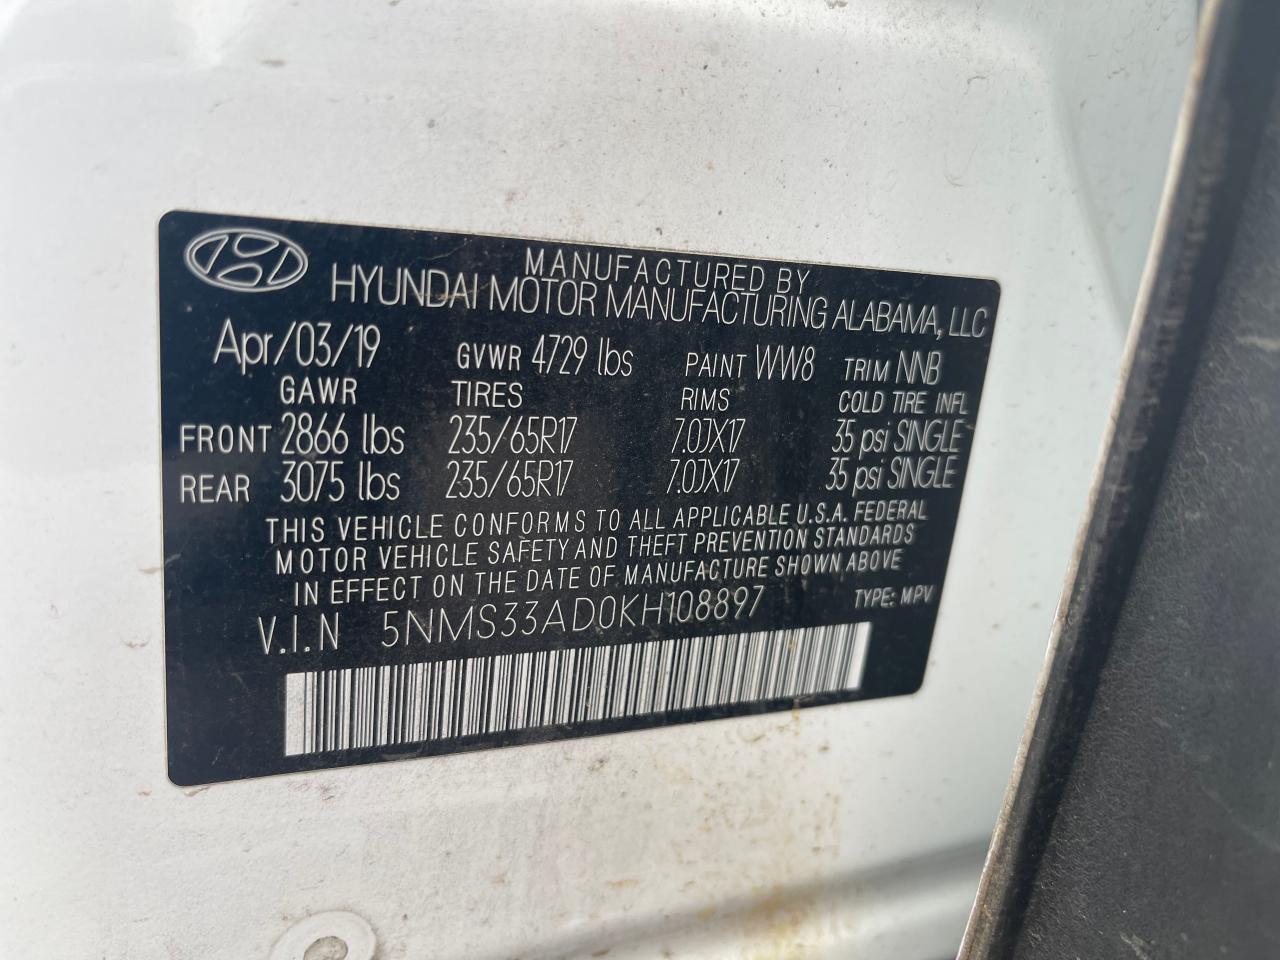 MANUFACTURED BY
HYUNDAI MOTOR MANUFACTURING ALABAMA, LLC
Apr/03/19 GVWR 4729 lbs PAINT WW8 TRIM NNB
GAWR TIRES RIMS COLD TIRE INFL
FRONT 2866 lbs 235/65R17 7.0JX17 35 psi SINGLE
REAR 3075 lbs 235/65R17 7.0JX17 35 psi SINGLE
THIS VEHICLE CONFORMS TO ALL APPLICABLE U.S.A. FEDERAL
MOTOR VEHICLE SAFETY AND THEFT PREVENTION STANDARDS
IN EFFECT ON THE DATE OF MANUFACTURE SHOWN ABOVE
V.I.N 5NMS33AD0KH108897 TYPE: MPV